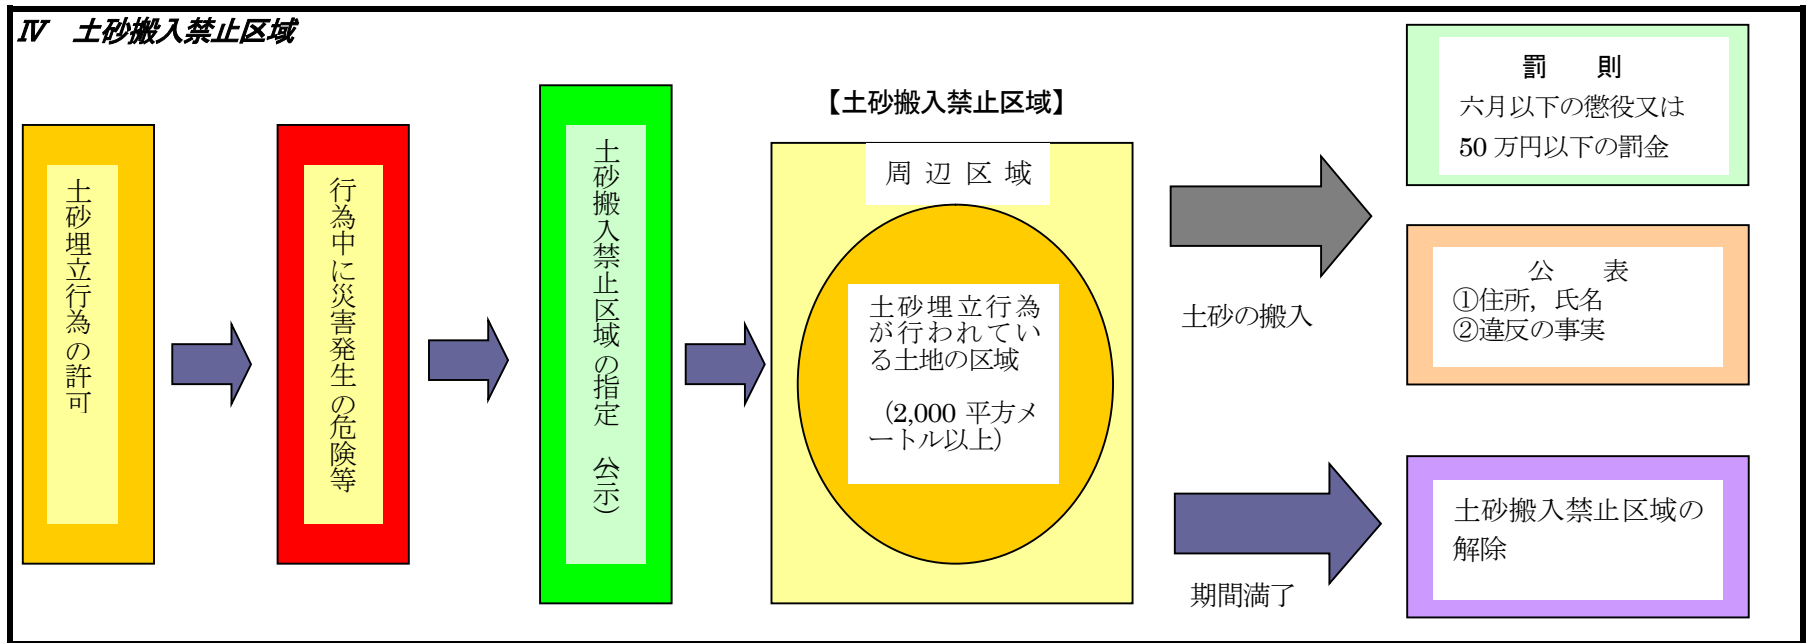 Ⅳ 土砂搬入禁止区域
土砂埋立行為の許可
行為中に災害発生の危険等
土砂搬入禁止区域の指定（公示）
【土砂搬入禁止区域】
周辺区域
土砂埋立行為
が行われてい
る土地の区域
（2,000 平方メ
ートル以上）
土砂の搬入
期間満了
罰 則
六月以下の懲役又は
50 万円以下の罰金
公 表
①住所，氏名
②違反の事実
土砂搬入禁止区域の
解除